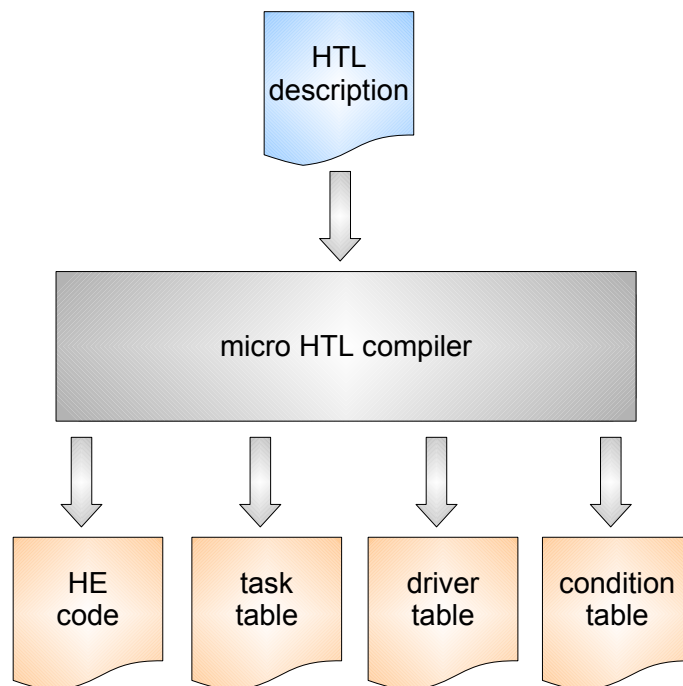 HTL
description
micro HTL compiler
HE
code
task
table
driver
table
condition
table